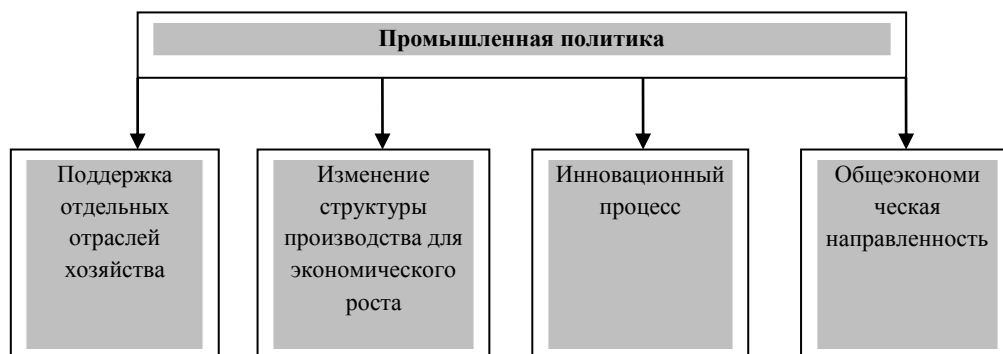 Промышленная политика
Поддержка
отдельных
отраслей
хозяйства
Изменение
структуры
производства для
экономического
роста
Инновационный
процесс
Общеэкономи
ческая
направленность